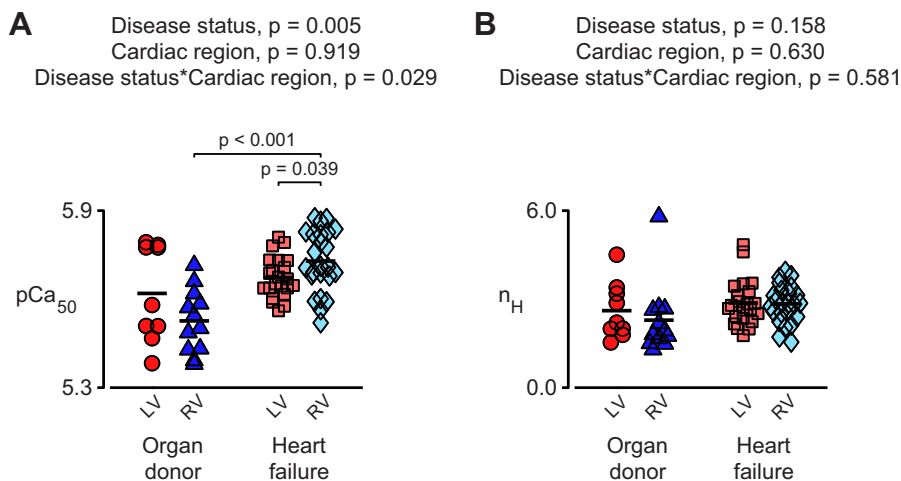 A
Disease status, p = 0.005
Cardiac region, p = 0.919
Disease status*Cardiac region, p = 0.029
p < 0.001
p = 0.039
5.9
pCa50
5.3
LV
RV
LV
RV
Organ donor
Heart failure
B
Disease status, p = 0.158
Cardiac region, p = 0.630
Disease status*Cardiac region, p = 0.581
6.0
nH
0.0
LV
RV
LV
RV
Organ donor
Heart failure